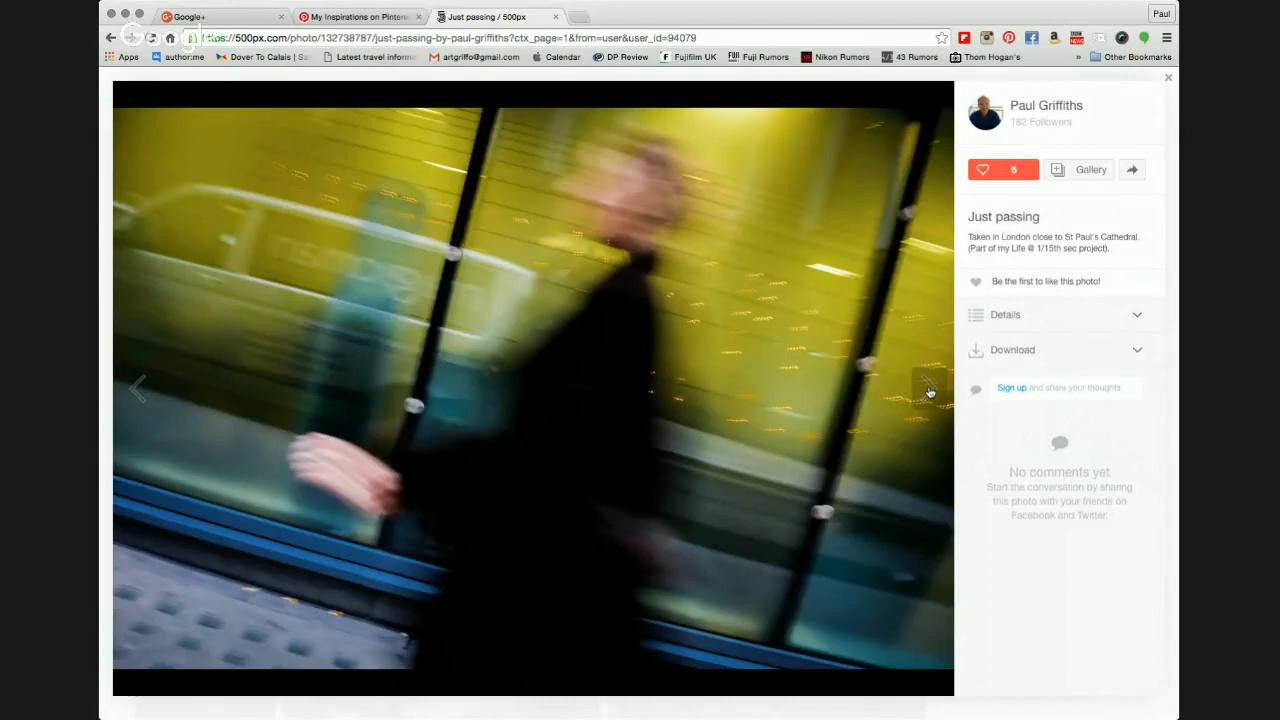 Google+
My Inspirations on Pintere
Just passing / 500px
Paul
https://500px.com/photo/132738787/just-passing-by-paul-griffiths?ctx_page=1&from=user&user_id=94079
Apps
author:me
Dover To Calais
Latest travel inform
artgriffo@gmail.com
Calendar
DP Review
Fujifilm UK
Fuji Rumors
Nikon Rumors
43 Rumors
Thom Hogan's
»
Other Bookmarks
Paul Griffiths
182 Followers
6
Gallery
Just passing
Taken in London close to St Paul's Cathedral.
(Part of my Life @ 1/15th sec project).
Be the first to like this photo!
Details
Download
Sign up and share your thoughts
No comments yet
Start the conversation by sharing
this photo with your friends on
Facebook and Twitter.